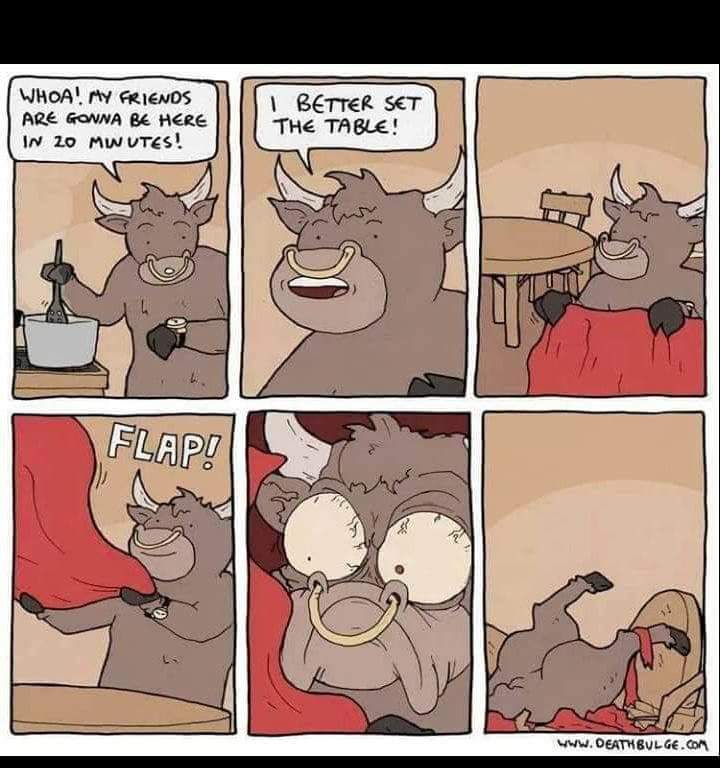 WHOA! MY FRIENDS
ARE GONNA BE HERE
IN 20 MINUTES!
I BETTER SET
THE TABLE!
FLAP!
WWW.DEATHBULGE.COM